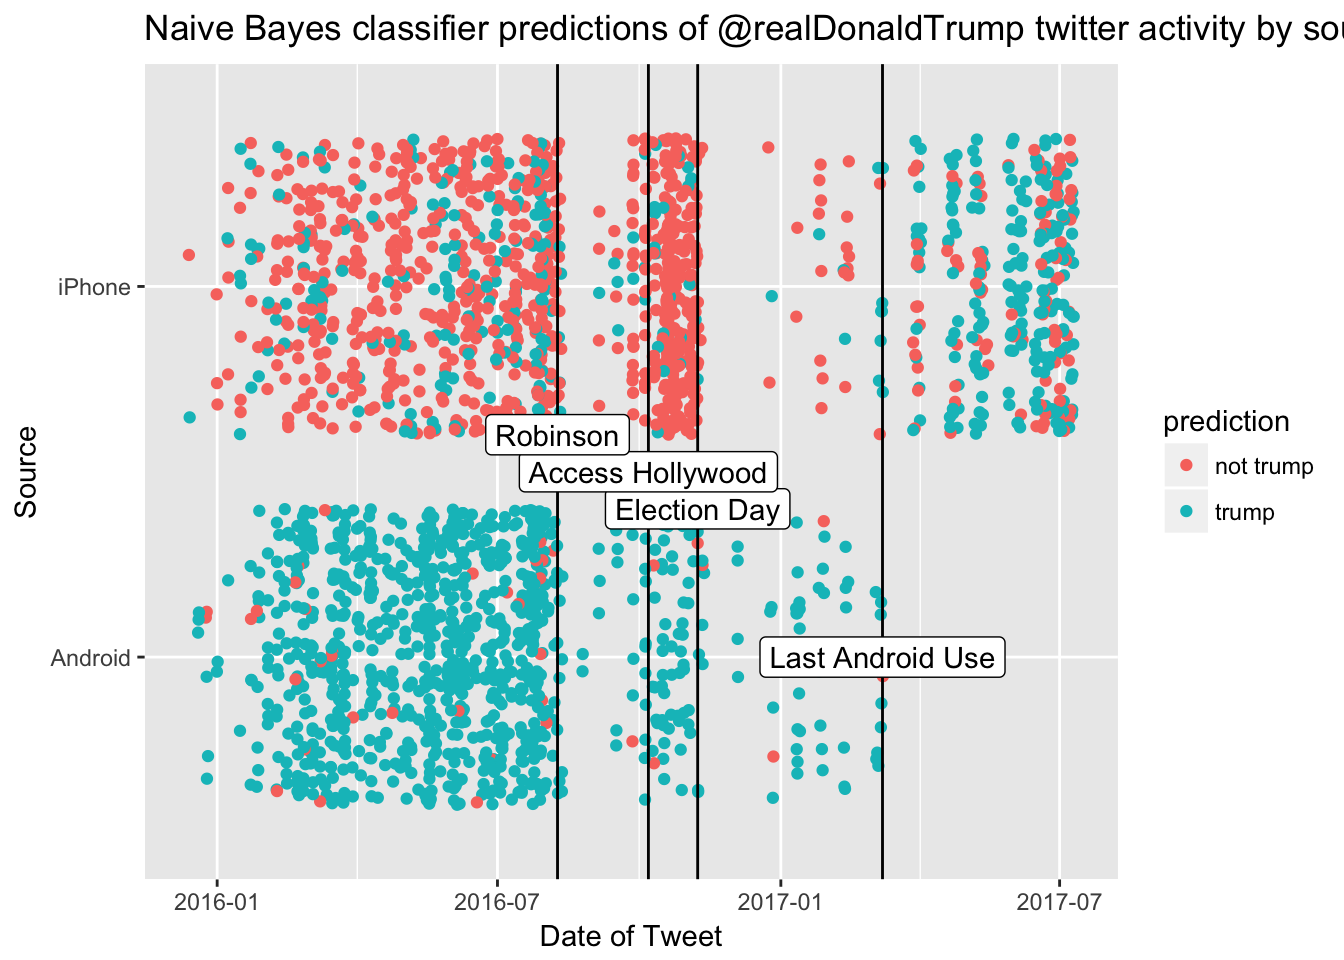 Naive Bayes classifier predictions of @realDonaldTrump twitter activity by
Source
iPhone
Android
Robinson
Access Hollywood
Election Day
Last Android Use
2016-01
2016-07
2017-01
2017-07
Date of Tweet
prediction
not trump
trump